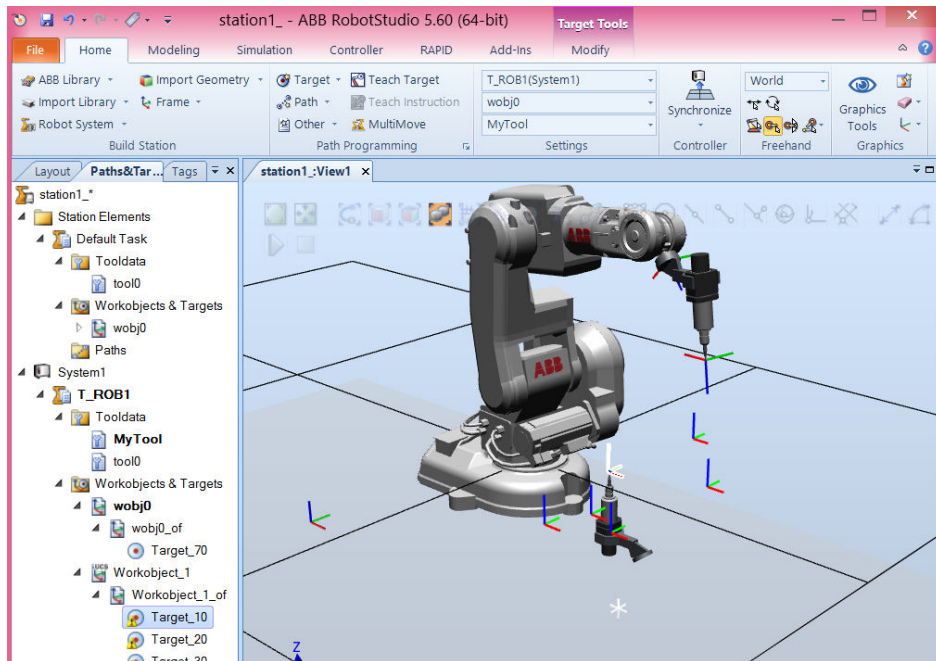 station1_ - ABB RobotStudio 5.60 (64-bit)
Target Tools
File Home Modeling Simulation Controller RAPID Add-Ins Modify
ABB Library Import Geometry Target Teach Target T_ROB1(System1) World
Import Library Frame Path Teach Instruction wobj0 Synchronize Graphics
Robot System Other MultiMove MyTool Tools
Build Station Path Programming Settings Controller Freehand Graphics
Layout Paths&Tar... Tags station1_:View1
station1_*
Station Elements
Default Task
Tooldata
tool0
Workobjects & Targets
wobj0
Paths
System1
T_ROB1
Tooldata
MyTool
tool0
Workobjects & Targets
wobj0
wobj0_of
Target_70
UCS
Workobject_1
Workobject_1_of
Target_10
Target_20
Target_30
ABB
ABB
Z